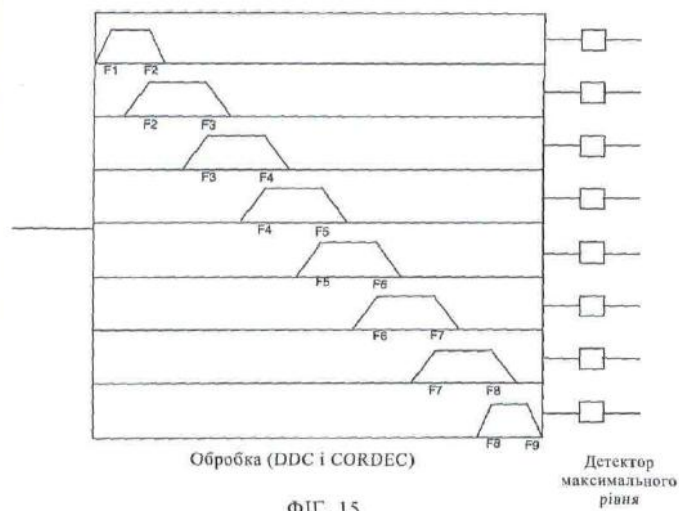 F1 F2
F2 F3
F3 F4
F4 F5
F5 F6
F6 F7
F7 F8
F8 F9
Обробка (DDC і CORDEC)
Детектор
максимального
рівня
ФІГ. 15